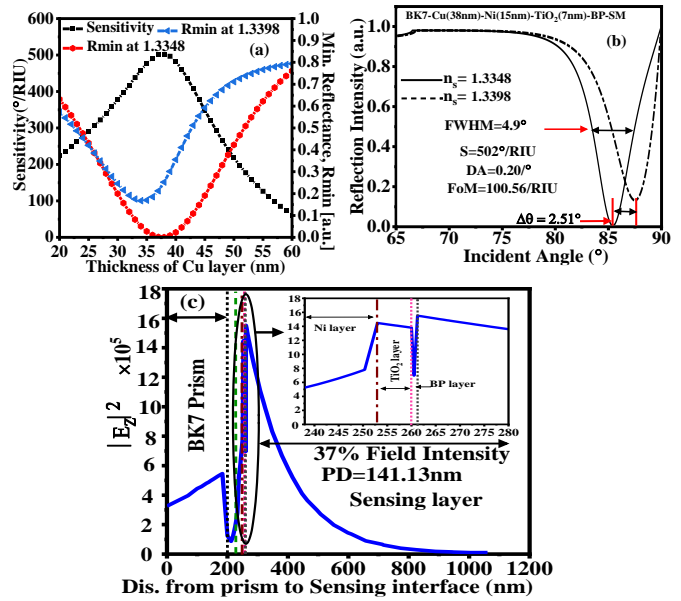 Sensitivity
Rmin at 1.3398
Rmin at 1.3348
(a)
600
500
400
300
200
100
0
Sensitivity(°/RIU)
1.0
0.9
0.8
0.7
0.6
0.5
0.4
0.3
0.2
0.1
0.0
Min. Reflectance, Rmin [a.u.]
20 30 40 50 60
Thickness of Cu layer (nm)
BK7-Cu(38nm)-Ni(15nm)-TiO₂(7nm)-BP-SM
(b)
1.0
0.8
0.6
0.4
0.2
0.0
Reflection Intensity (a.u.)
nₛ= 1.3348
nₛ= 1.3398
FWHM=4.9°
S=502°/RIU
DA=0.20/°
FoM=100.56/RIU
Δθ = 2.51°
65 70 75 80 85 90
Incident Angle (°)
(c)
18
16
14
12
10
8
6
4
2
0
|E_Z|² ×10⁵
BK7 Prism
16
14
12
10
8
6
4
2
0
Ni layer
TiO₂ layer
BP layer
240 245 250 255 260 265 270 275 280
37% Field Intensity
PD=141.13nm
Sensing layer
0 200 400 600 800 1000 1200
Dis. from prism to Sensing interface (nm)